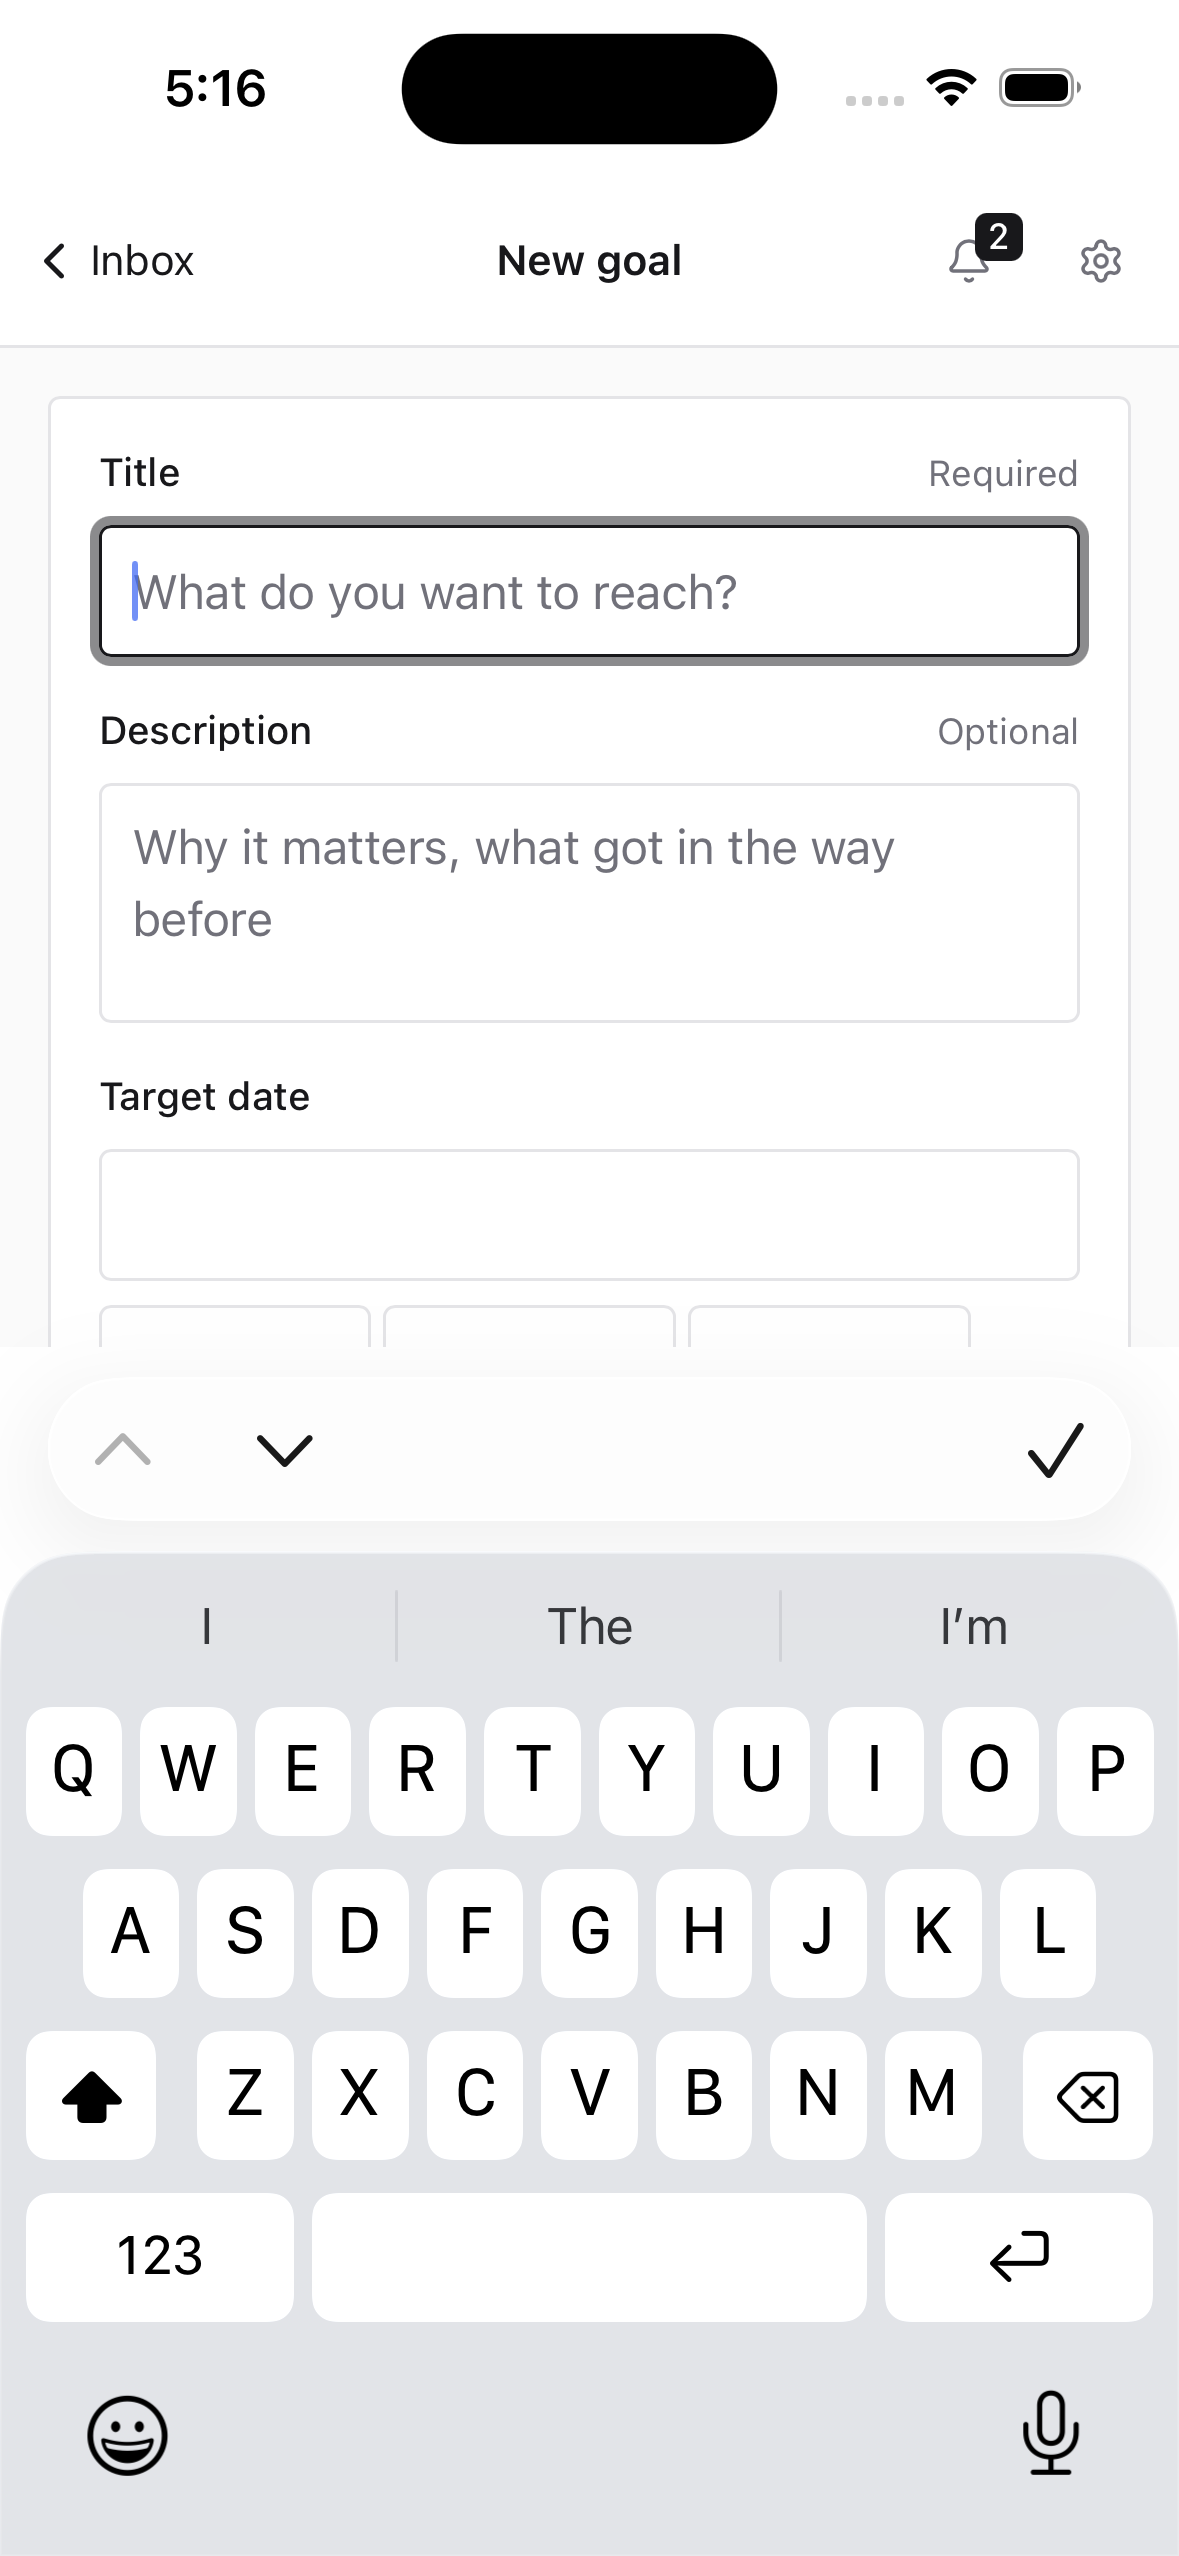 5:16
Inbox
New goal
2
Title
Required
What do you want to reach?
Description
Optional
Why it matters, what got in the way
before
Target date
I
The
I’m
Q W E R T Y U I O P
A S D F G H J K L
Z X C V B N M
123